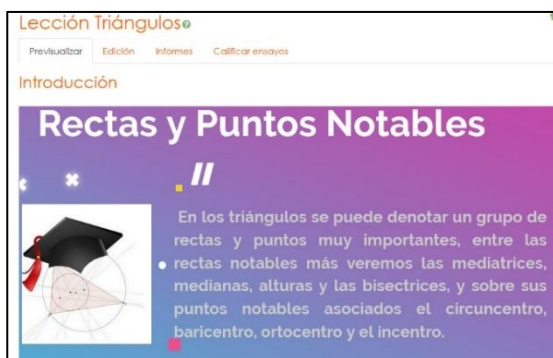 Lección Triángulos
Previsualizar Edición Informes Calificar ensayos
Introducción
Rectas y Puntos Notables
En los triángulos se puede denotar un grupo de
rectas y puntos muy importantes, entre las
rectas notables más veremos las mediatrices,
medianas, alturas y las bisectrices, y sobre sus
puntos notables asociados el circuncentro,
baricentro, ortocentro y el incentro.